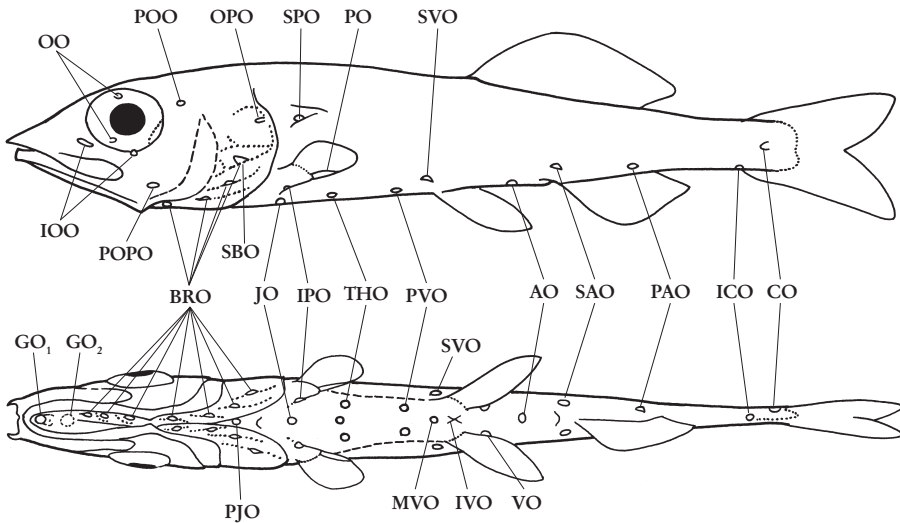 POO OPO SPO PO SVO
OO
IOO
POPO SBO
BRO JO IPO THO PVO AO SAO PAO ICO CO
GO1 GO2 SVO
PJO MVO IVO VO